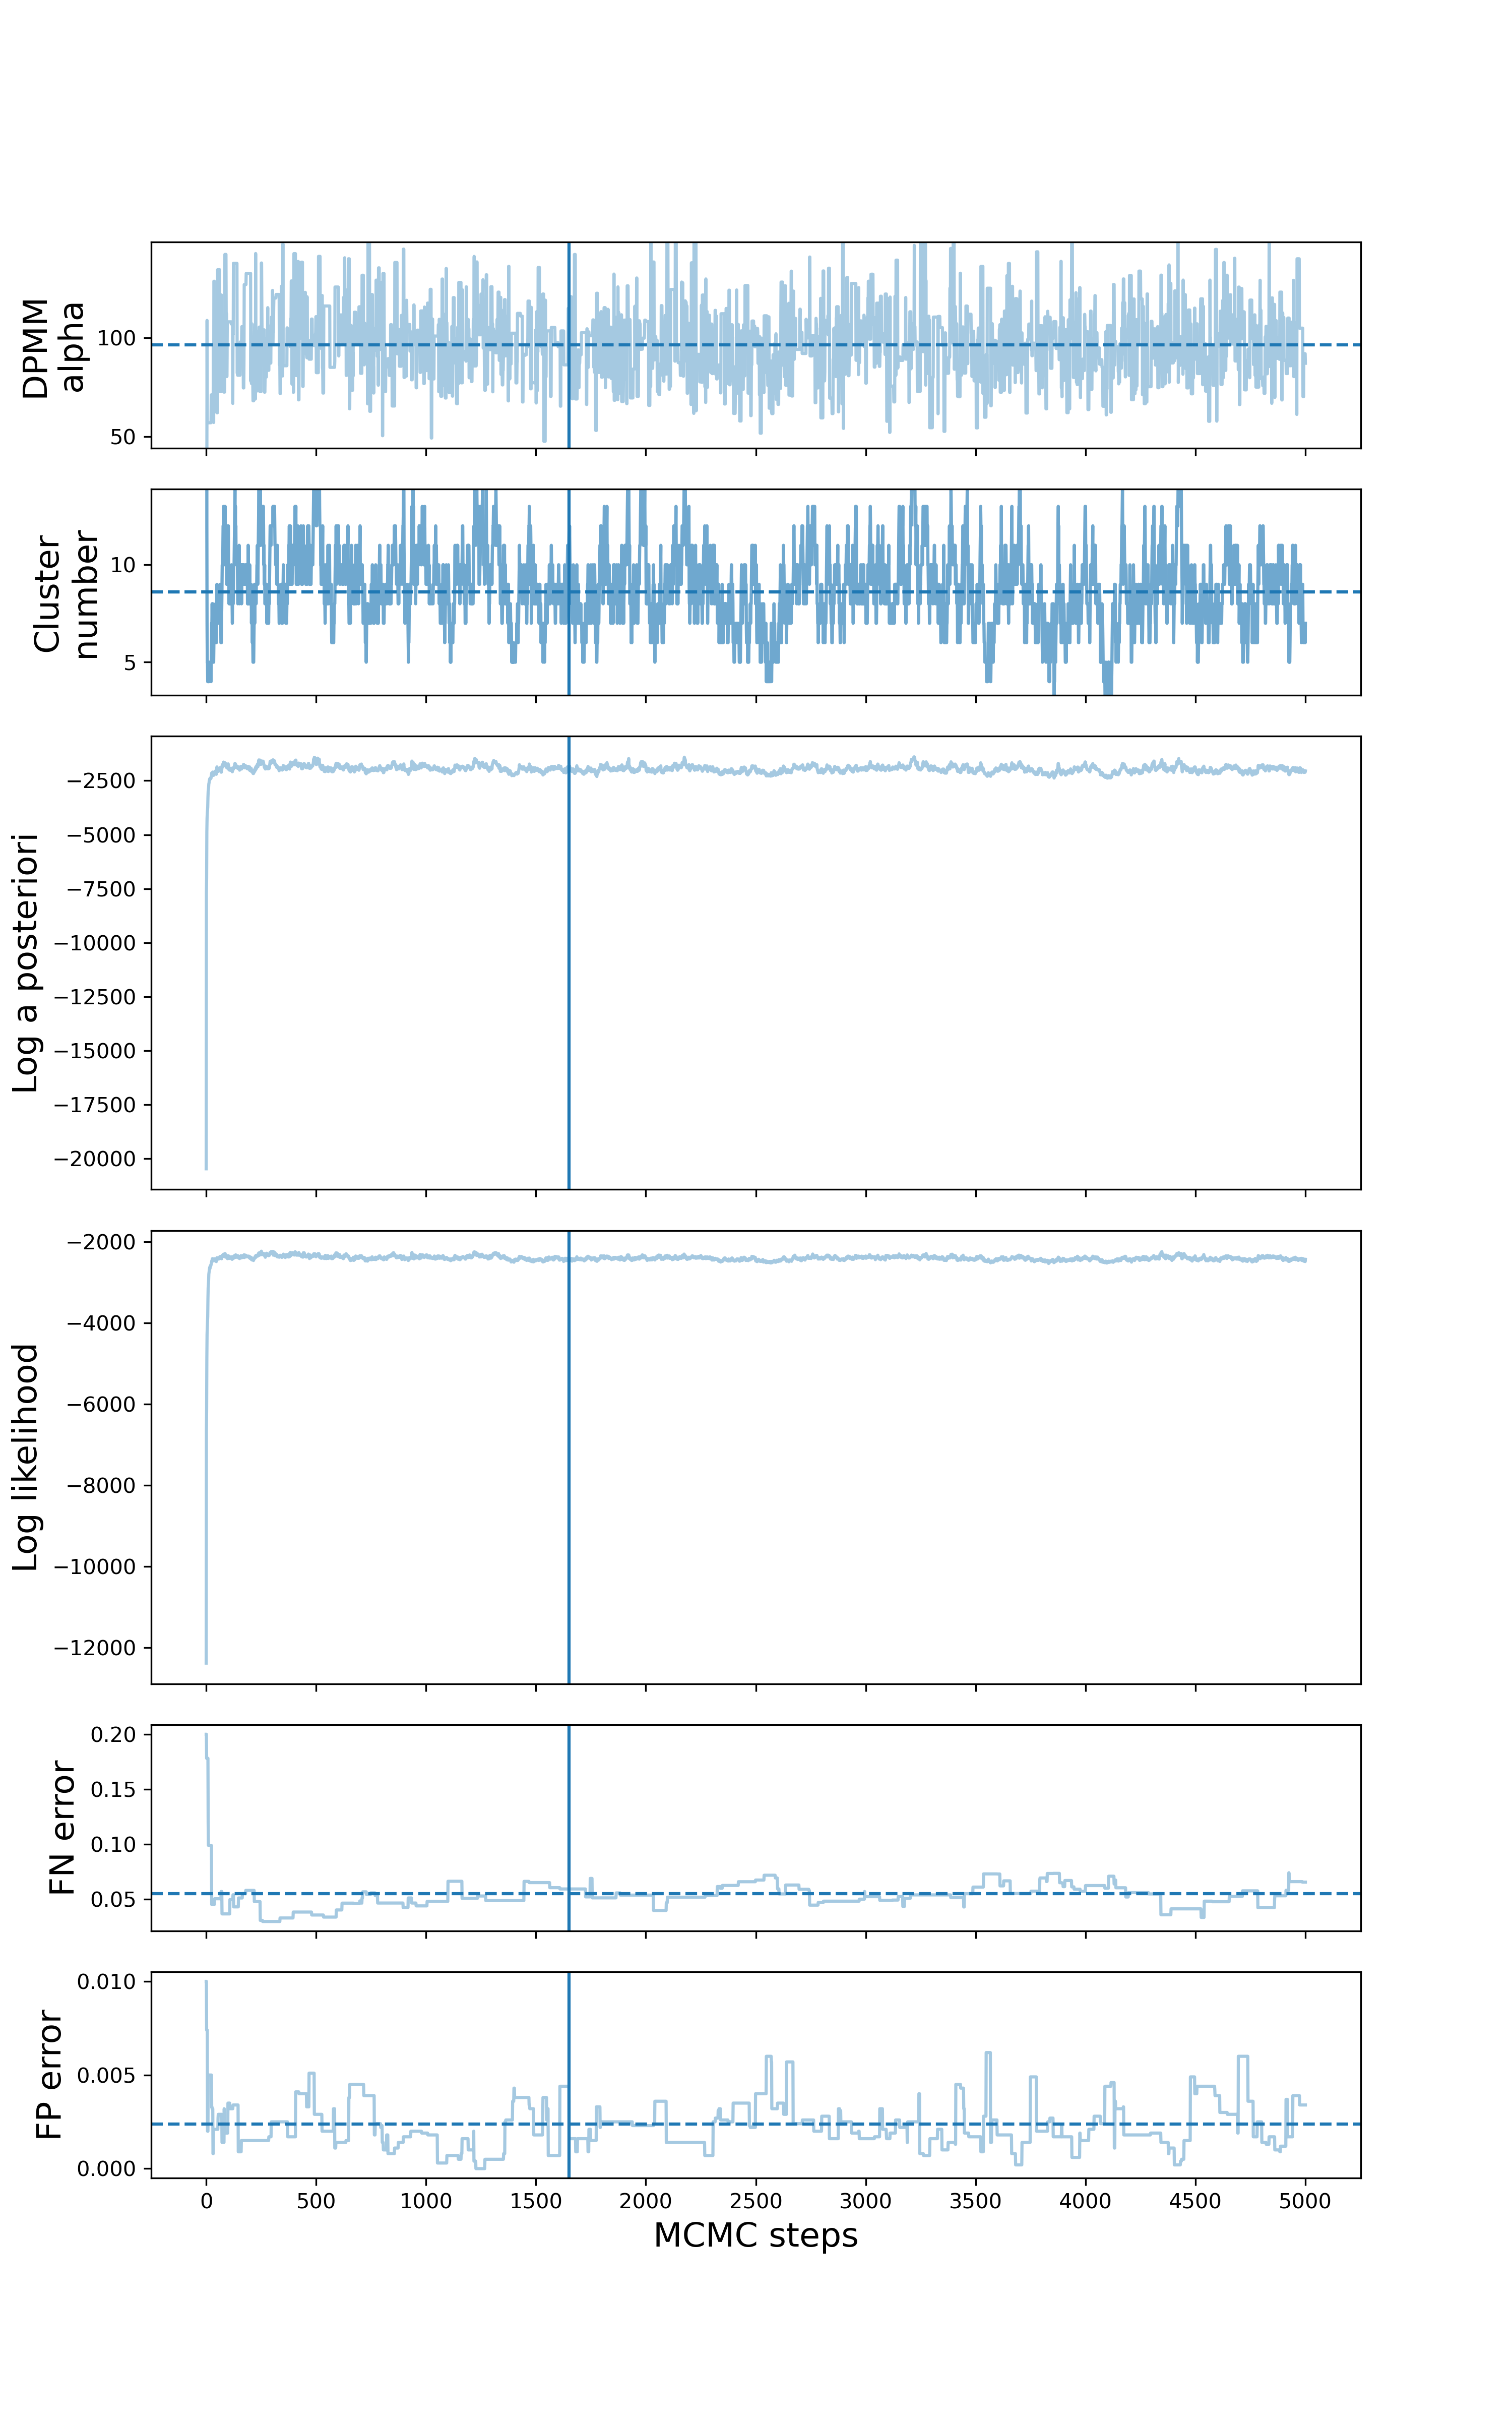 DPMM
alpha
100
50
Cluster
number
10
5
Log a posteriori
−2500
−5000
−7500
−10000
−12500
−15000
−17500
−20000
Log likelihood
−2000
−4000
−6000
−8000
−10000
−12000
FN error
0.20
0.15
0.10
0.05
FP error
0.010
0.005
0.000
0 500 1000 1500 2000 2500 3000 3500 4000 4500 5000
MCMC steps